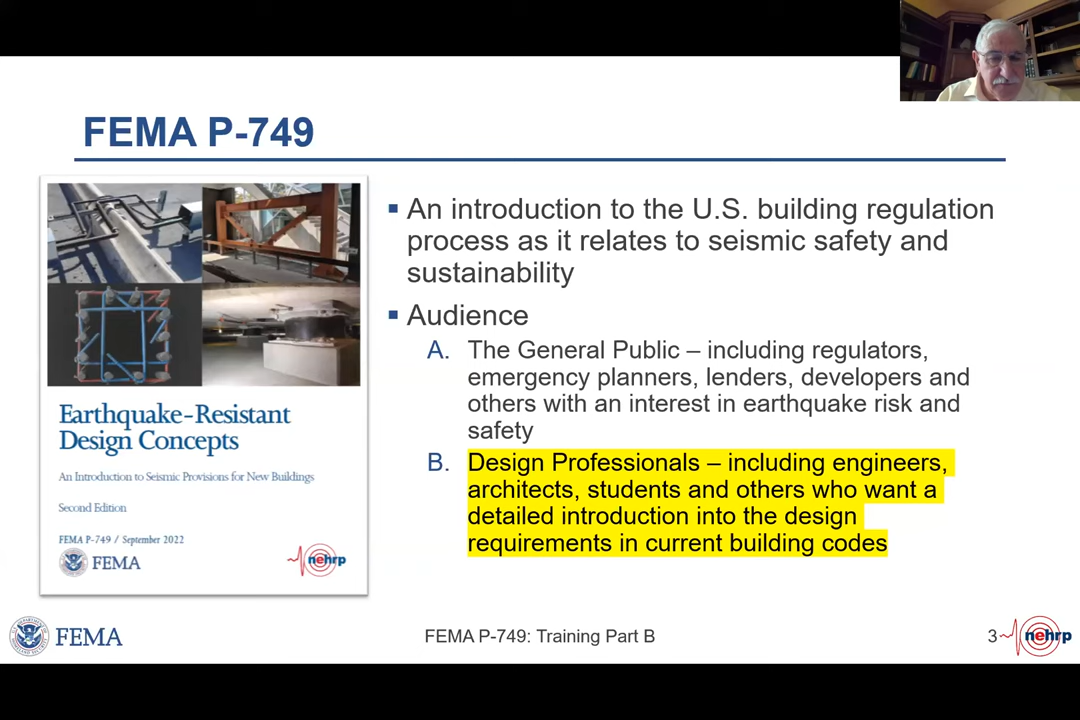 FEMA P-749
Earthquake-Resistant
Design Concepts
An Introduction to Seismic Provisions for New Buildings
Second Edition
FEMA P-749 / September 2022
FEMA
nehrp
▪ An introduction to the U.S. building regulation
process as it relates to seismic safety and
sustainability
▪ Audience
A. The General Public – including regulators,
emergency planners, lenders, developers and
others with an interest in earthquake risk and
safety
B. Design Professionals – including engineers,
architects, students and others who want a
detailed introduction into the design
requirements in current building codes
FEMA
FEMA P-749: Training Part B
3
nehrp